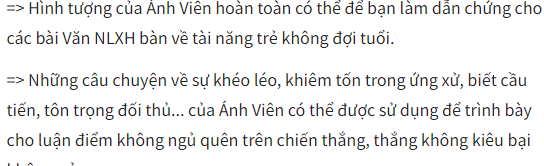 => Hình tượng của Ánh Viên hoàn toàn có thể để bạn làm dẫn chứng cho
các bài Văn NLXH bàn về tài năng trẻ không đợi tuổi.
=> Những câu chuyện về sự khéo léo, khiêm tốn trong ứng xử, biết cầu
tiến, tôn trọng đối thủ... của Ánh Viên có thể được sử dụng để trình bày
cho luận điểm không ngủ quên trên chiến thắng, thắng không kiêu bại